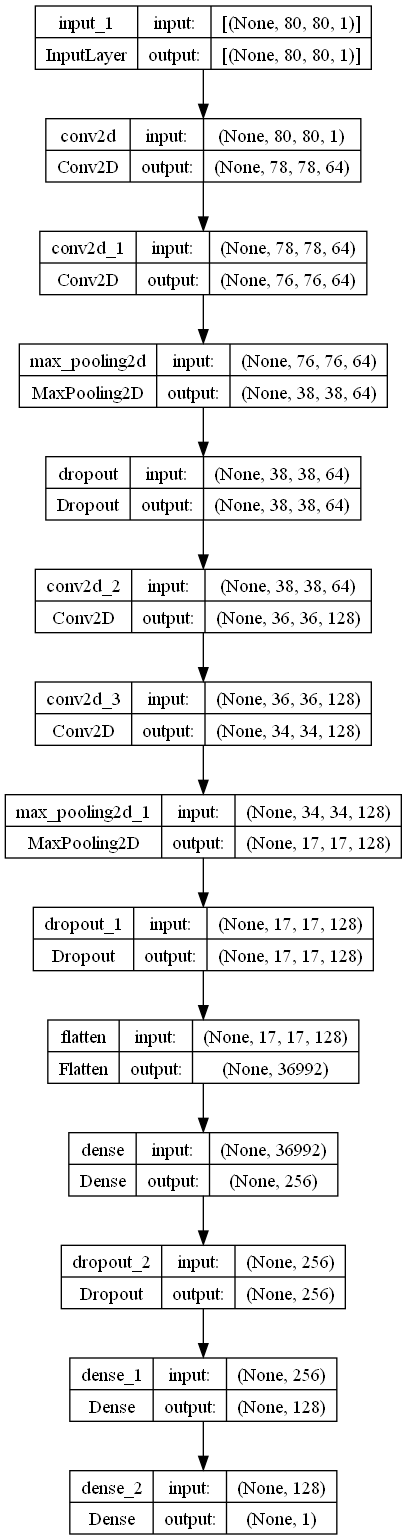 input_1 input: [(None, 80, 80, 1)]
InputLayer output: [(None, 80, 80, 1)]
conv2d input: (None, 80, 80, 1)
Conv2D output: (None, 78, 78, 64)
conv2d_1 input: (None, 78, 78, 64)
Conv2D output: (None, 76, 76, 64)
max_pooling2d input: (None, 76, 76, 64)
MaxPooling2D output: (None, 38, 38, 64)
dropout input: (None, 38, 38, 64)
Dropout output: (None, 38, 38, 64)
conv2d_2 input: (None, 38, 38, 64)
Conv2D output: (None, 36, 36, 128)
conv2d_3 input: (None, 36, 36, 128)
Conv2D output: (None, 34, 34, 128)
max_pooling2d_1 input: (None, 34, 34, 128)
MaxPooling2D output: (None, 17, 17, 128)
dropout_1 input: (None, 17, 17, 128)
Dropout output: (None, 17, 17, 128)
flatten input: (None, 17, 17, 128)
Flatten output: (None, 36992)
dense input: (None, 36992)
Dense output: (None, 256)
dropout_2 input: (None, 256)
Dropout output: (None, 256)
dense_1 input: (None, 256)
Dense output: (None, 128)
dense_2 input: (None, 128)
Dense output: (None, 1)